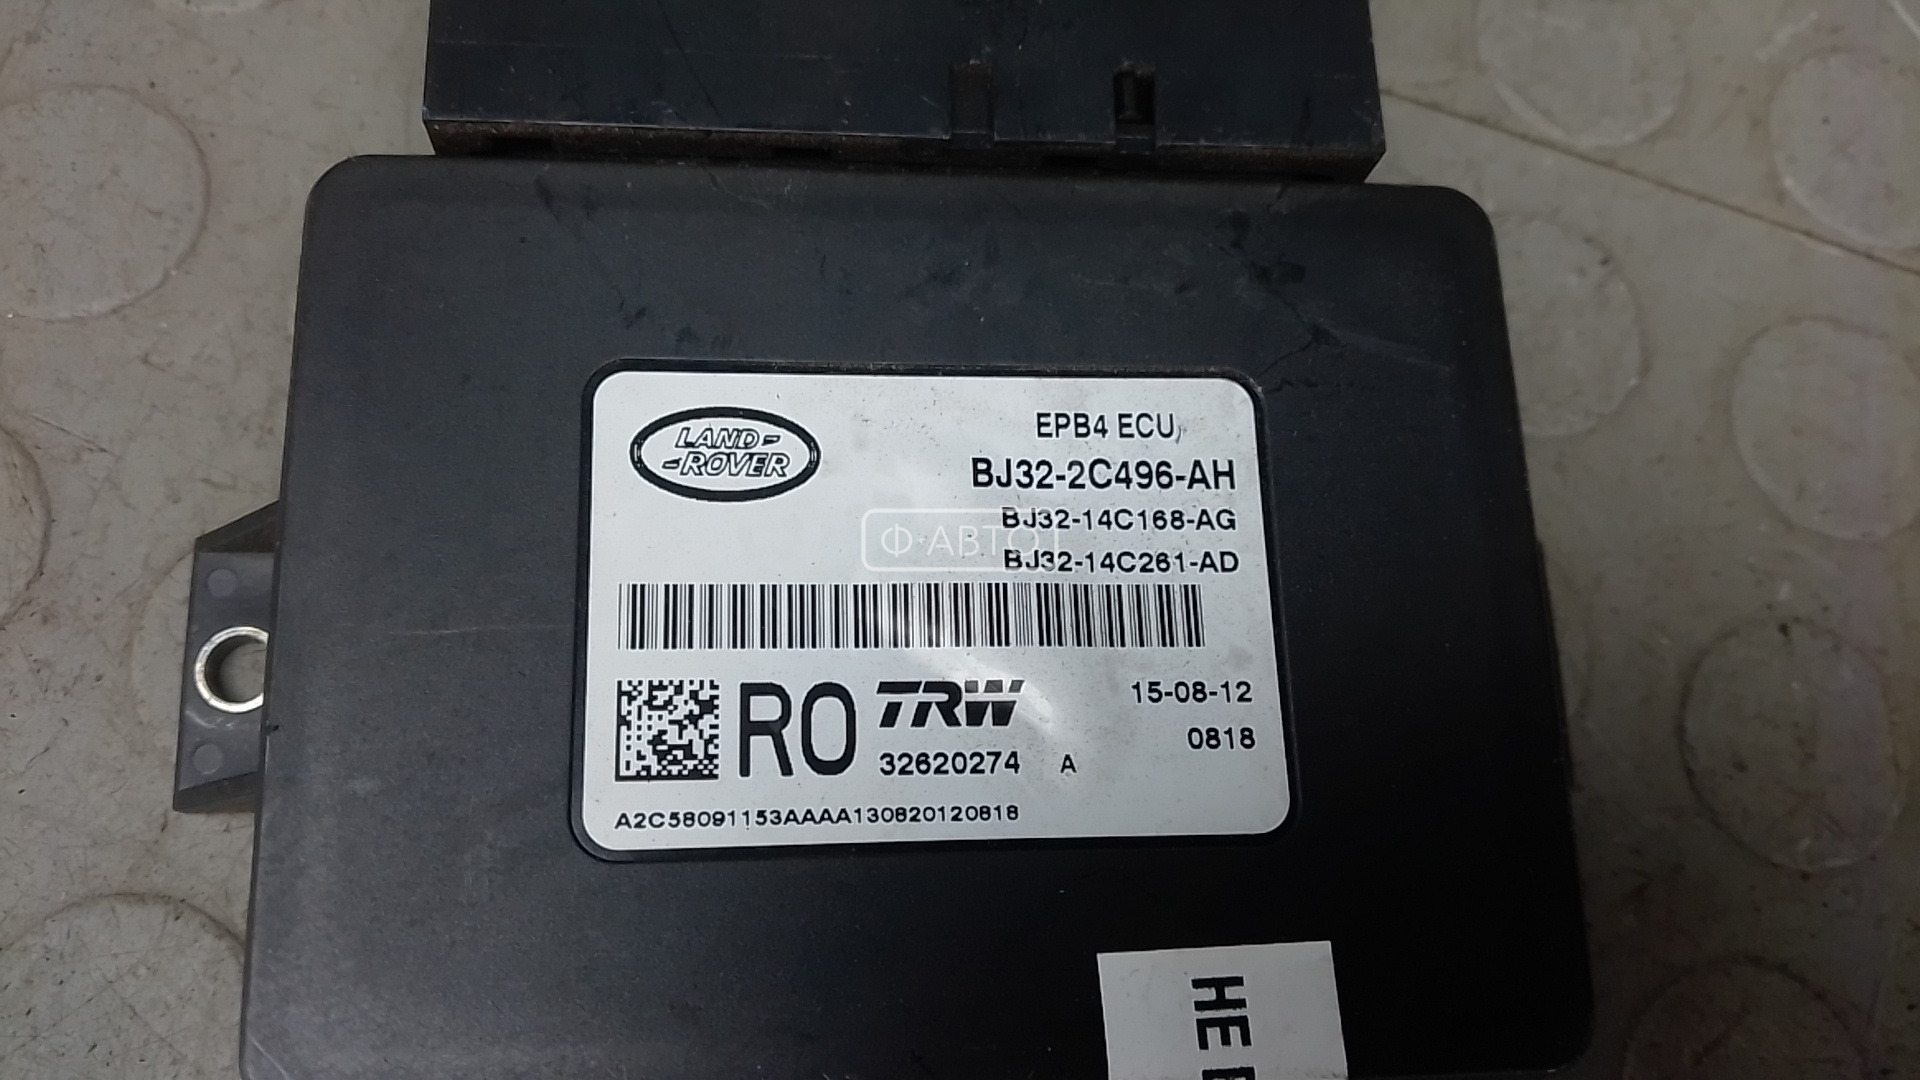 LAND-
-ROVER
EPB4 ECU
BJ32-2C496-AH
BJ32-14C168-AG
Ф·АВТО
BJ32-14C261-AD
RO
TRW
15-08-12
0818
32620274 A
A2C58091153AAAA130820120818
НЕ